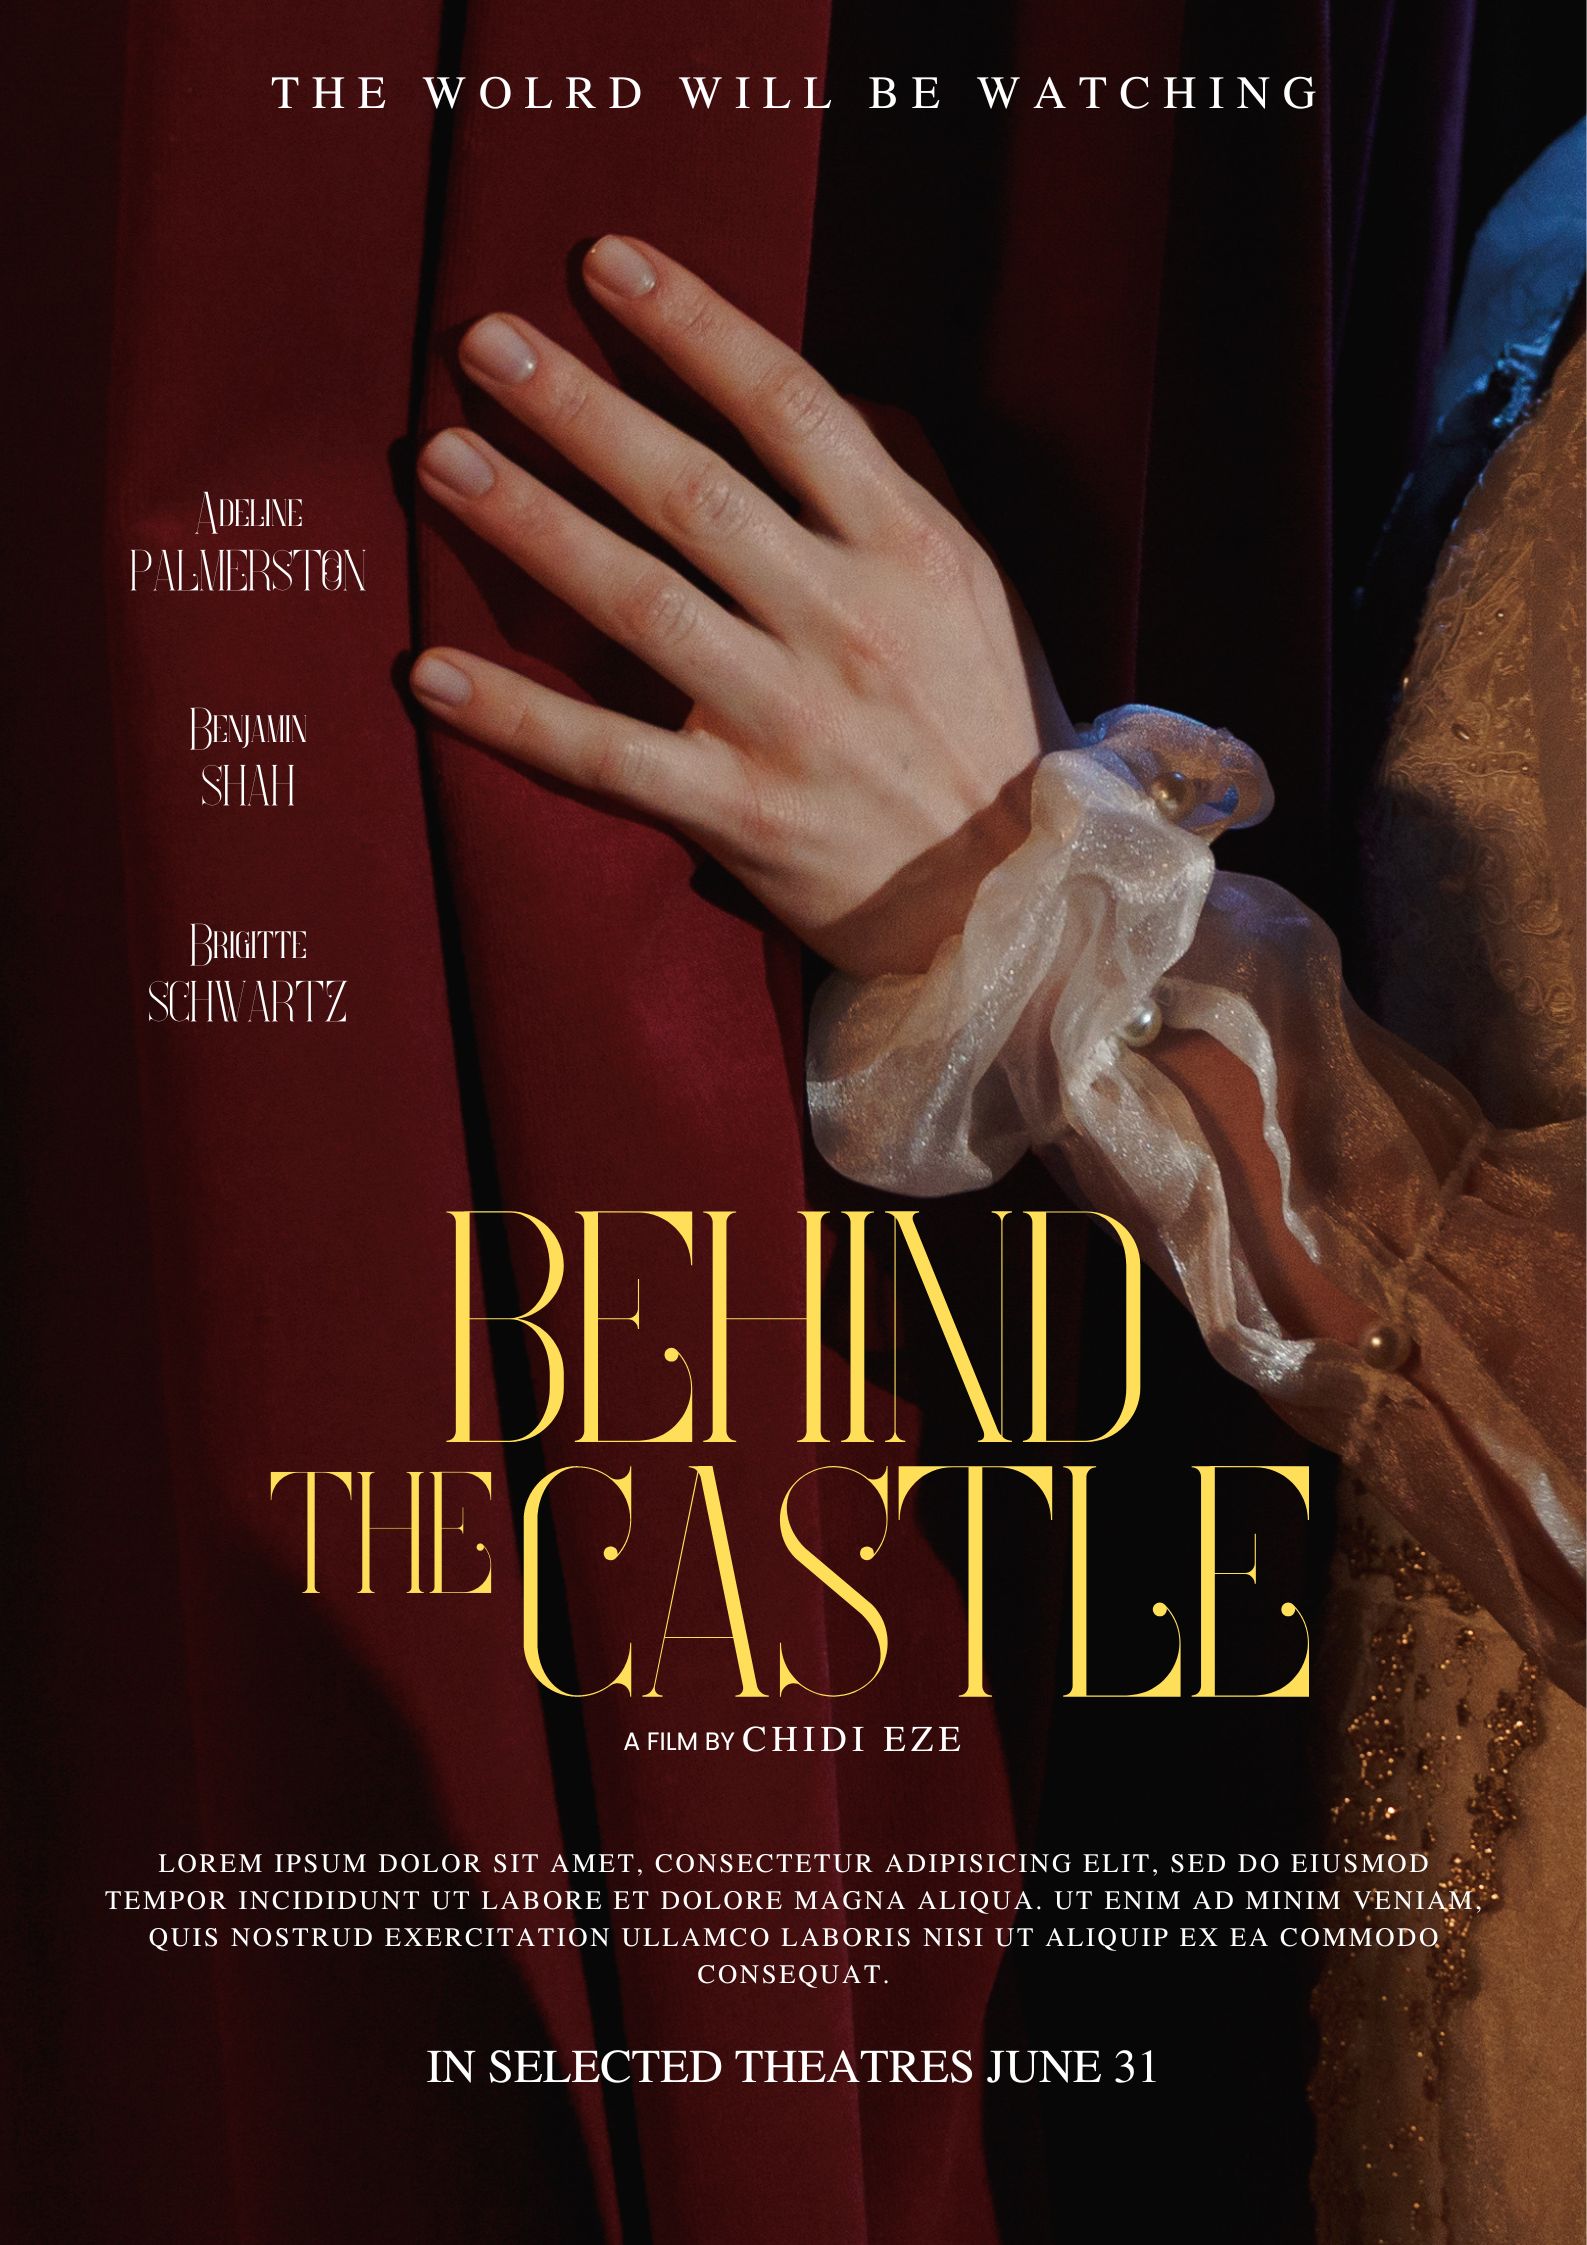 THE WOLRD WILL BE WATCHING
ADELINE
PALMERSTON
BENJAMIN
SHAH
BRIGITTE
SCHWARTZ
BEHIND
THE CASTLE
A FILM BY CHIDI EZE
LOREM IPSUM DOLOR SIT AMET, CONSECTETUR ADIPISICING ELIT, SED DO EIUSMOD
TEMPOR INCIDIDUNT UT LABORE ET DOLORE MAGNA ALIQUA. UT ENIM AD MINIM VENIAM,
QUIS NOSTRUD EXERCITATION ULLAMCO LABORIS NISI UT ALIQUIP EX EA COMMODO
CONSEQUAT.
IN SELECTED THEATRES JUNE 31